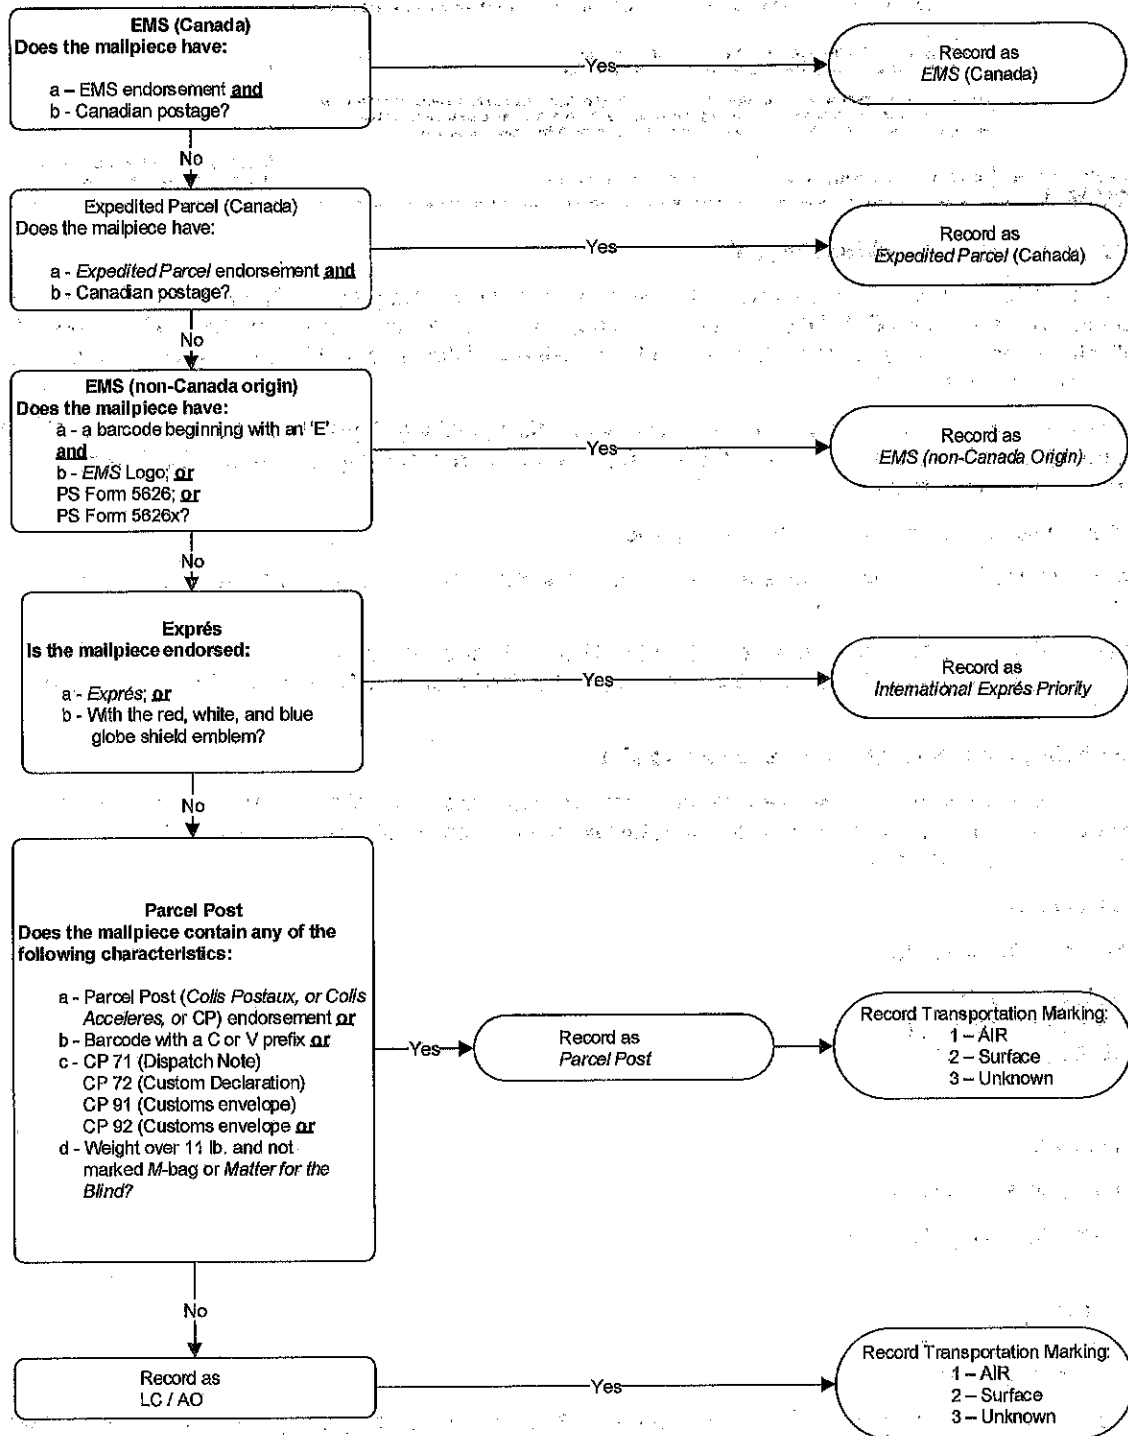 EMS (Canada)
Does the mailpiece have:
a – EMS endorsement and
b - Canadian postage?
Yes
Record as
EMS (Canada)
No
Expedited Parcel (Canada)
Does the mailpiece have:
a - Expedited Parcel endorsement and
b - Canadian postage?
Yes
Record as
Expedited Parcel (Canada)
No
EMS (non-Canada origin)
Does the mailpiece have:
a - a barcode beginning with an 'E'
and
b - EMS Logo; or
PS Form 5626; or
PS Form 5626x?
Yes
Record as
EMS (non-Canada Origin)
No
Exprés
Is the mailpiece endorsed:
a - Exprés; or
b - With the red, white, and blue
globe shield emblem?
Yes
Record as
International Exprés Priority
No
Parcel Post
Does the mailpiece contain any of the
following characteristics:
a - Parcel Post (Colis Postaux, or Colis
Acceleres, or CP) endorsement or
b - Barcode with a C or V prefix or
c - CP 71 (Dispatch Note)
CP 72 (Custom Declaration)
CP 91 (Customs envelope)
CP 92 (Customs envelope or
d - Weight over 11 lb. and not
marked M-bag or Matter for the
Blind?
Yes
Record as
Parcel Post
Record Transportation Marking:
1 – AIR
2 – Surface
3 – Unknown
No
Record as
LC / AO
Yes
Record Transportation Marking:
1 – AIR
2 – Surface
3 – Unknown